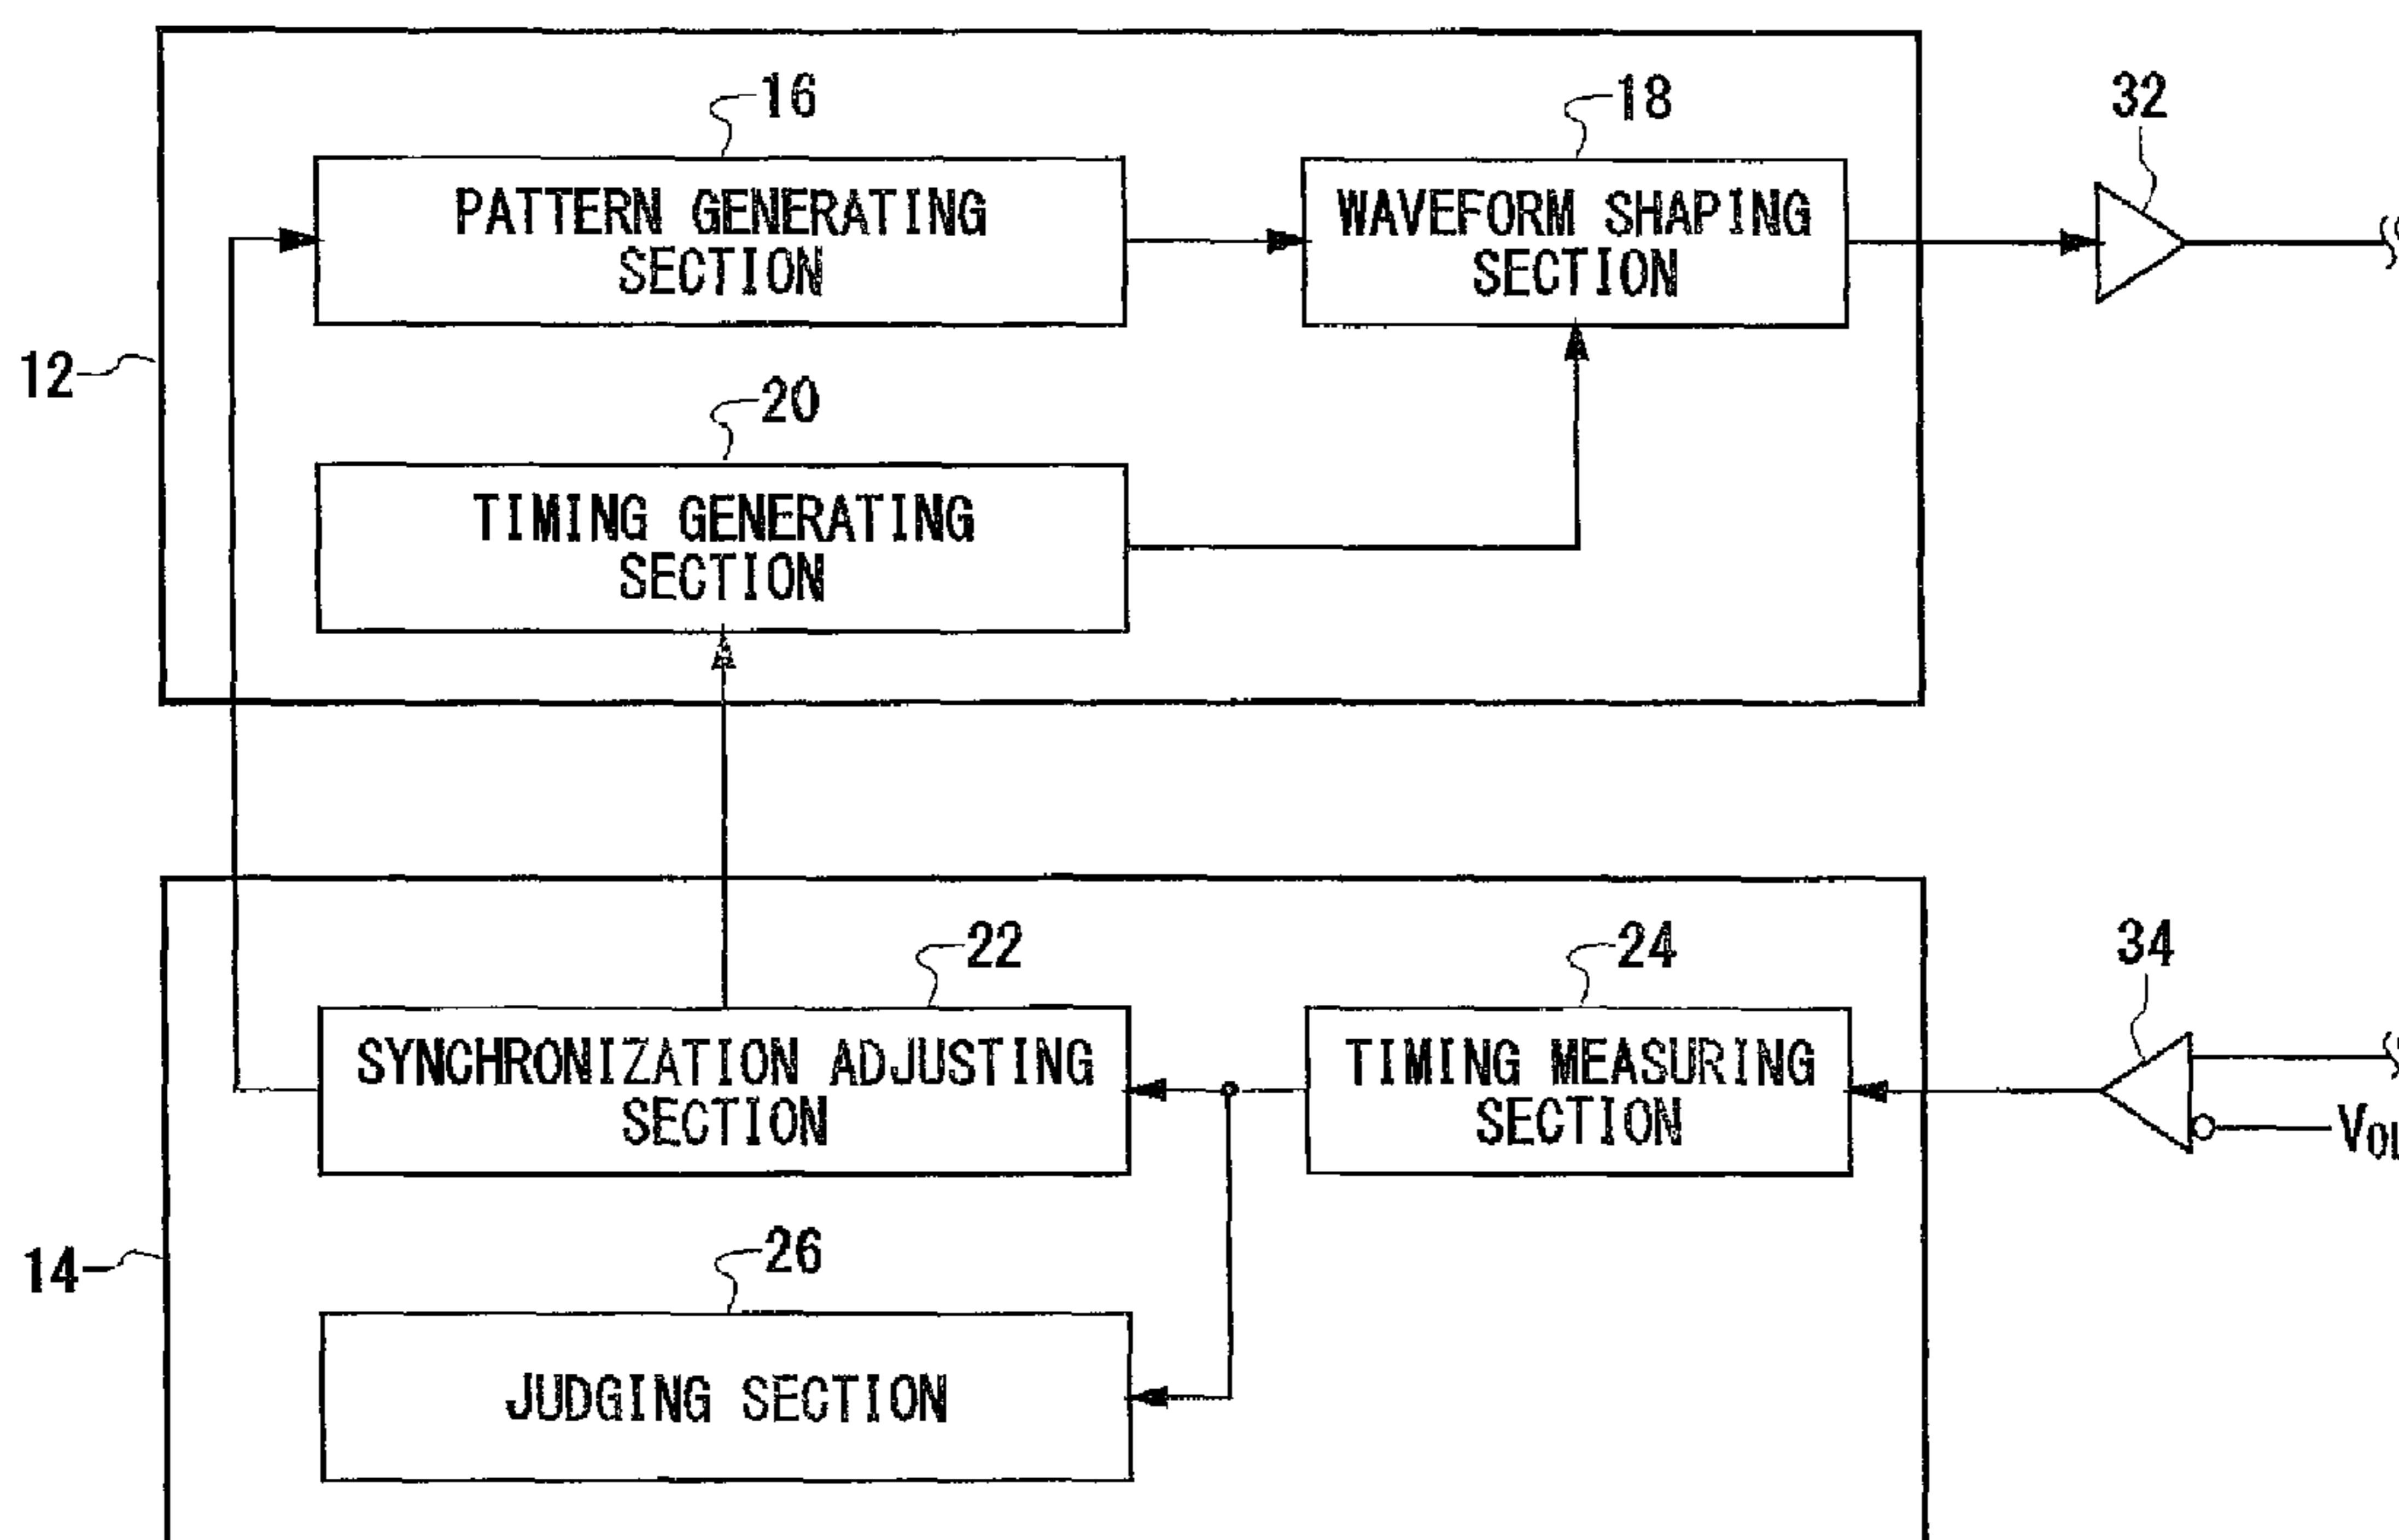 16
18
32
PATTERN GENERATING
SECTION
WAVEFORM SHAPING
SECTION
12
20
TIMING GENERATING
SECTION
22
24
34
SYNCHRONIZATION ADJUSTING
SECTION
TIMING MEASURING
SECTION
14
26
JUDGING SECTION